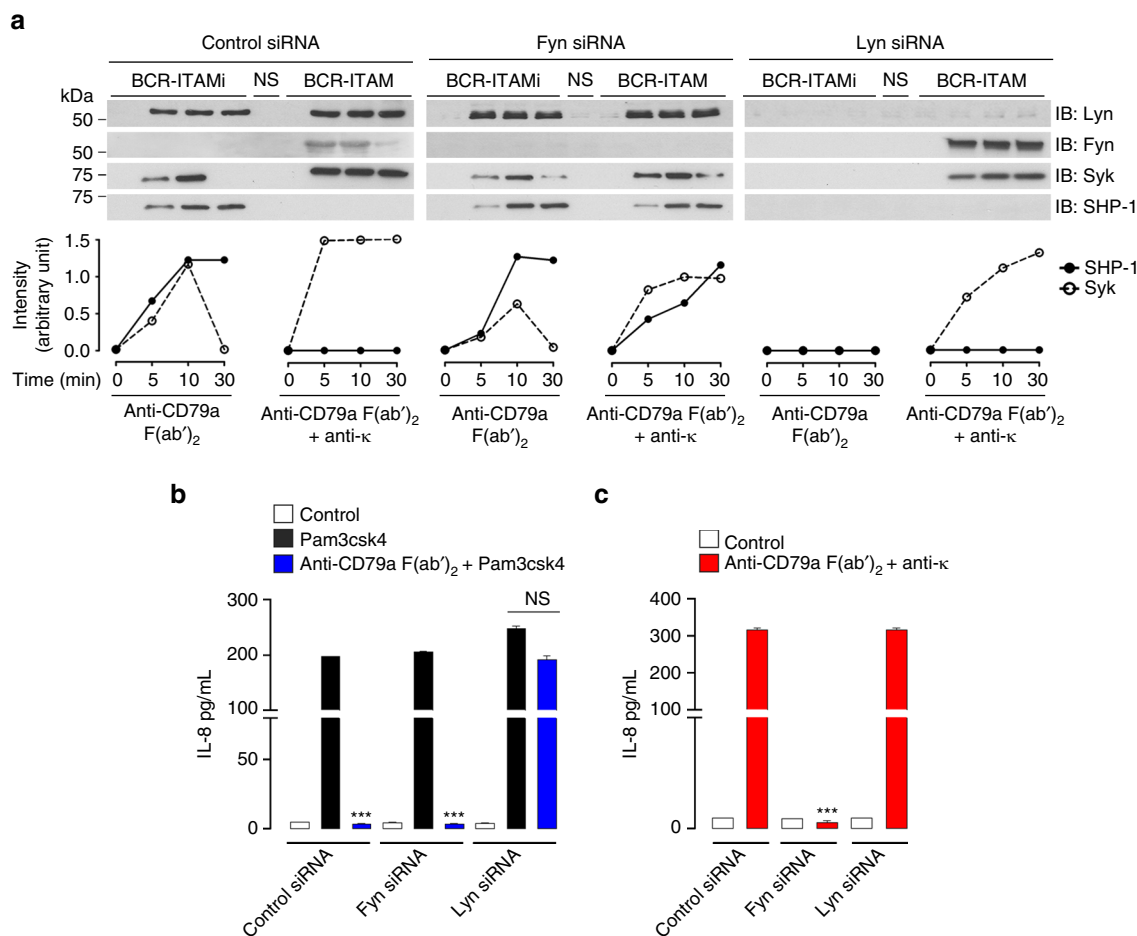 a
Control siRNA Fyn siRNA Lyn siRNA
BCR-ITAMi NS BCR-ITAM BCR-ITAMi NS BCR-ITAM BCR-ITAMi NS BCR-ITAM
kDa
50 IB: Lyn
50 IB: Fyn
75 IB: Syk
75 IB: SHP-1
Intensity
(arbitrary unit)
1.5
1.0
0.5
0.0
SHP-1
Syk
Time (min) 0 5 10 30 0 5 10 30 0 5 10 30 0 5 10 30 0 5 10 30 0 5 10 30
Anti-CD79a F(ab′)₂
Anti-CD79a F(ab′)₂ + anti-κ
Anti-CD79a F(ab′)₂
Anti-CD79a F(ab′)₂ + anti-κ
Anti-CD79a F(ab′)₂
Anti-CD79a F(ab′)₂ + anti-κ
b
Control
Pam3csk4
Anti-CD79a F(ab′)₂ + Pam3csk4
IL-8 pg/mL
300
200
100
50
0
NS
*** ***
Control siRNA
Fyn siRNA
Lyn siRNA
c
Control
Anti-CD79a F(ab′)₂ + anti-κ
IL-8 pg/mL
400
300
200
100
0
***
Control siRNA
Fyn siRNA
Lyn siRNA